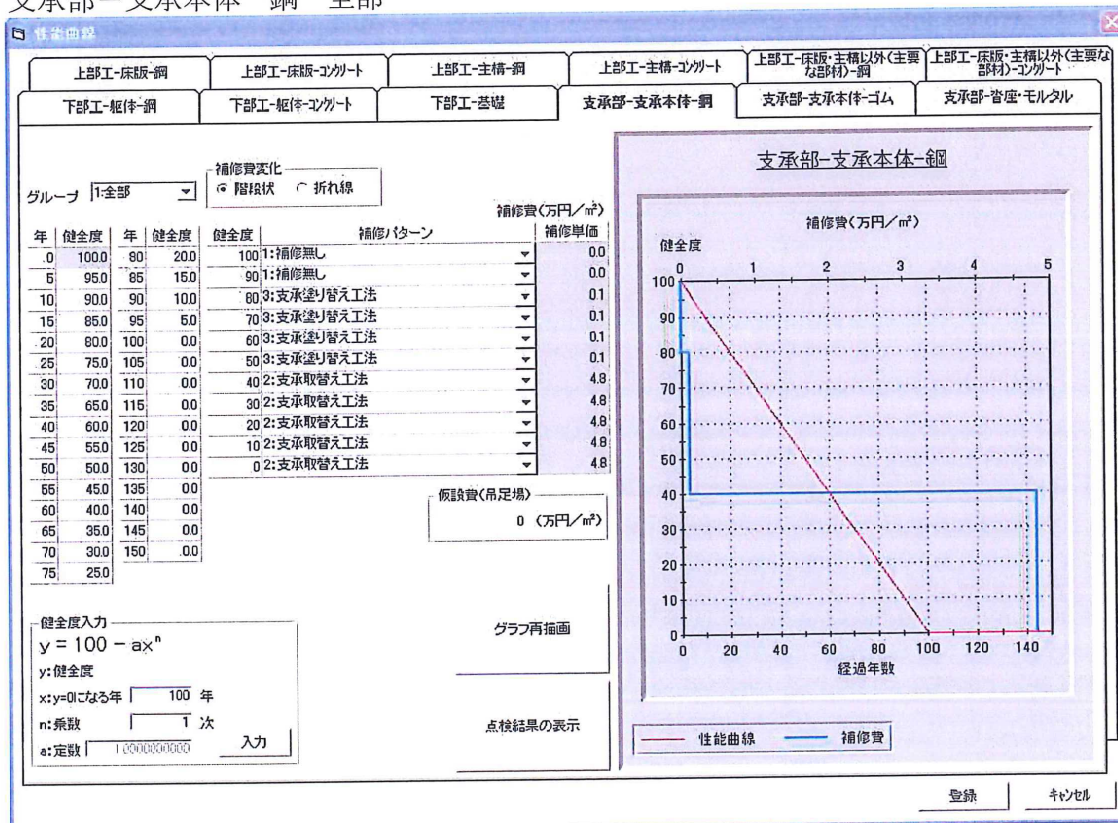 支承部－支承本体－鋼－全部
性能曲線
上部工-床版-鋼
上部工-床版-コンクリート
上部工-主構-鋼
上部工-主構-コンクリート
上部工-床版・主構以外(主要な部材)-鋼
上部工-床版・主構以外(主要な部材)-コンクリート
下部工-躯体-鋼
下部工-躯体-コンクリート
下部工-基礎
支承部-支承本体-鋼
支承部-支承本体-ゴム
支承部-沓座・モルタル
グループ 1:全部
補修費変化
階段状 折れ線
補修費(万円/㎡)
年 健全度 年 健全度
.0 100.0 80 20.0
5 95.0 85 15.0
10 90.0 90 10.0
15 85.0 95 5.0
20 80.0 100 0.0
25 75.0 105 0.0
30 70.0 110 0.0
35 65.0 115 0.0
40 60.0 120 0.0
45 55.0 125 0.0
50 50.0 130 0.0
55 45.0 135 0.0
60 40.0 140 0.0
65 35.0 145 0.0
70 30.0 150 .0.0
75 25.0
健全度 補修パターン 補修単価
100 1:補修無し 0.0
90 1:補修無し 0.0
80 3:支承塗り替え工法 0.1
70 3:支承塗り替え工法 0.1
60 3:支承塗り替え工法 0.1
50 3:支承塗り替え工法 0.1
40 2:支承取替え工法 4.8
30 2:支承取替え工法 4.8
20 2:支承取替え工法 4.8
10 2:支承取替え工法 4.8
0 2:支承取替え工法 4.8
仮設費(吊足場)
0 (万円/㎡)
健全度入力
y = 100 - axⁿ
y:健全度
x:y=0になる年 100 年
n:乗数 1 次
a:定数 1.0000000000
入力
グラフ再描画
点検結果の表示
支承部-支承本体-鋼
補修費(万円/㎡)
健全度
0 1 2 3 4 5
100
90
80
70
60
50
40
30
20
10
0
0 20 40 60 80 100 120 140
経過年数
性能曲線 補修費
登録 キャンセル